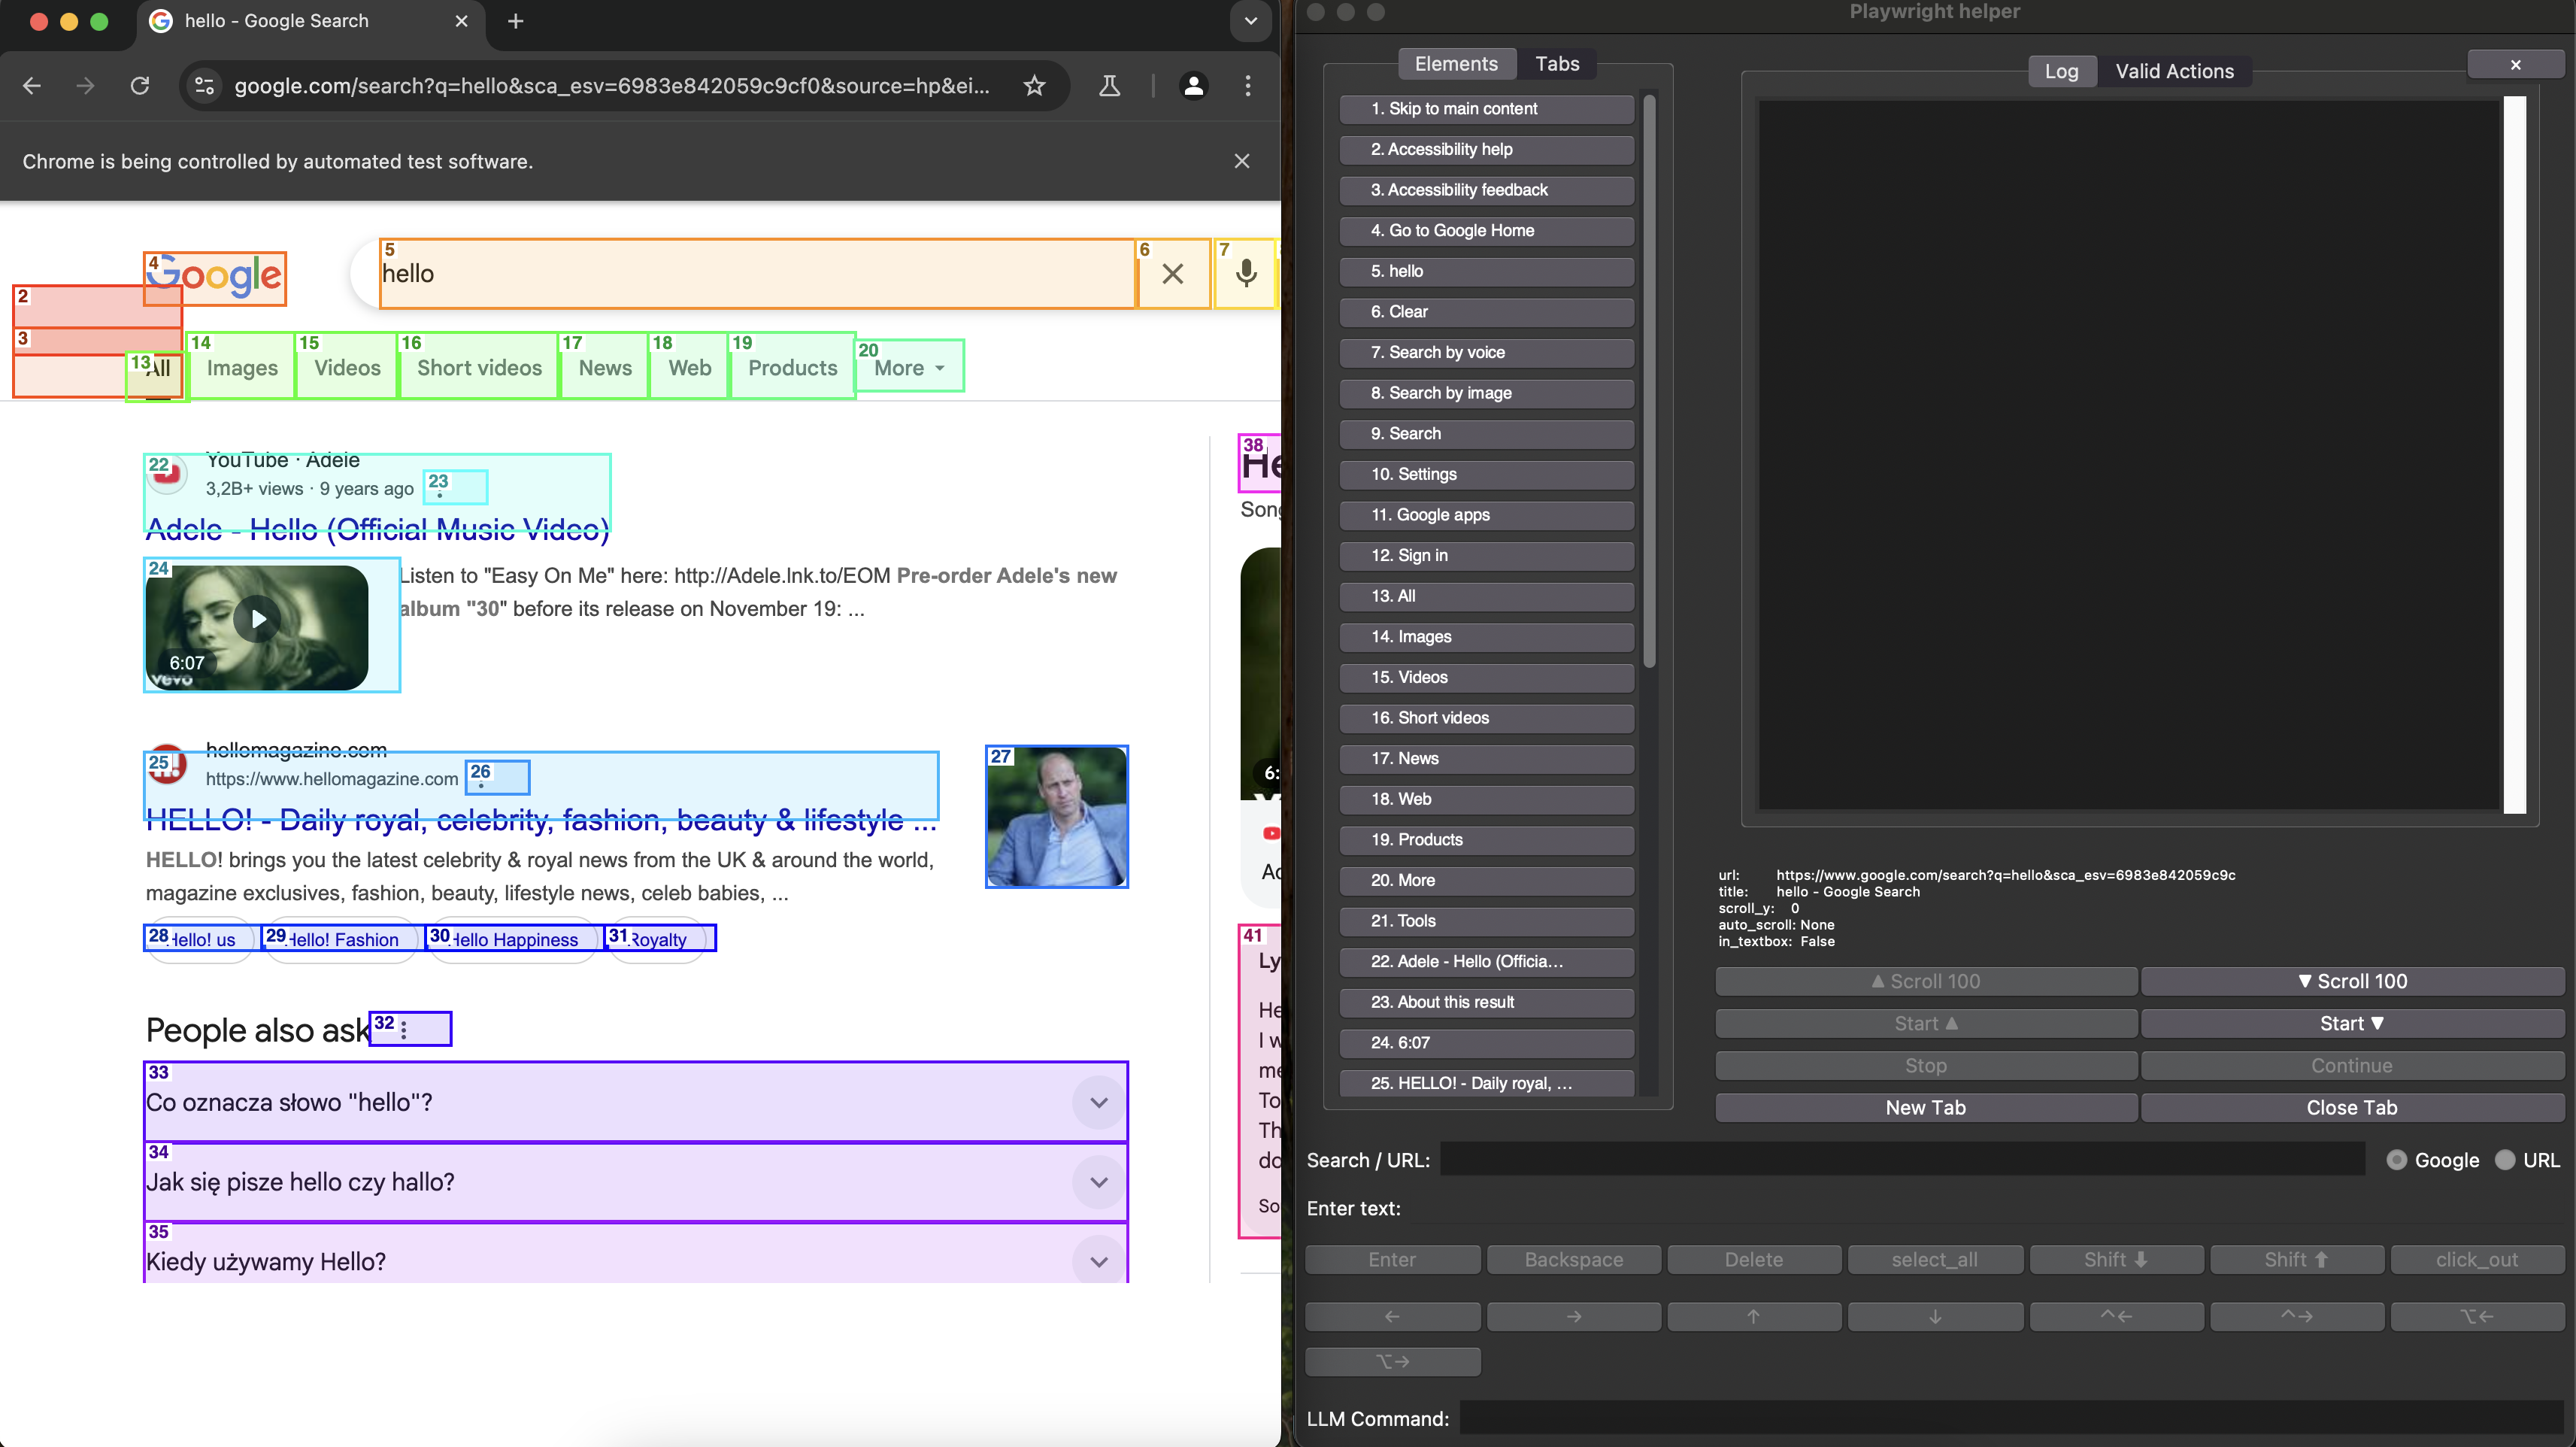 hello - Google Search
google.com/search?q=hello&sca_esv=6983e842059c9cf0&source=hp&ei...
Chrome is being controlled by automated test software.
4
Google
5
hello
6
7
2
3
13
All
14
Images
15
Videos
16
Short videos
17
News
18
Web
19
Products
20
More
22
YouTube · Adele
3,2B+ views · 9 years ago
23
Adele - Hello (Official Music Video)
24
6:07
vevo
Listen to "Easy On Me" here: http://Adele.lnk.to/EOM Pre-order Adele's new
album "30" before its release on November 19: ...
25
hellomagazine.com
https://www.hellomagazine.com
26
HELLO! - Daily royal, celebrity, fashion, beauty & lifestyle ...
HELLO! brings you the latest celebrity & royal news from the UK & around the world,
magazine exclusives, fashion, beauty, lifestyle news, celeb babies, ...
27
28
Hello! us
29
Hello! Fashion
30
Hello Happiness
31
Royalty
People also ask
32
33
Co oznacza słowo "hello"?
34
Jak się pisze hello czy hallo?
35
Kiedy używamy Hello?
38
He
Song
6:
Ad
41
Ly
He
I w
me
To
Th
do
So
Playwright helper
Elements
Tabs
1. Skip to main content
2. Accessibility help
3. Accessibility feedback
4. Go to Google Home
5. hello
6. Clear
7. Search by voice
8. Search by image
9. Search
10. Settings
11. Google apps
12. Sign in
13. All
14. Images
15. Videos
16. Short videos
17. News
18. Web
19. Products
20. More
21. Tools
22. Adele - Hello (Officia...
23. About this result
24. 6:07
25. HELLO! - Daily royal, ...
Log
Valid Actions
url: https://www.google.com/search?q=hello&sca_esv=6983e842059c9c
title: hello - Google Search
scroll_y: 0
auto_scroll: None
in_textbox: False
▲ Scroll 100
▼ Scroll 100
Start ▲
Start ▼
Stop
Continue
New Tab
Close Tab
Search / URL:
Google
URL
Enter text:
Enter
Backspace
Delete
select_all
Shift ⬇
Shift ⬆
click_out
←
→
↑
↓
^←
^→
⌥←
⌥→
LLM Command: